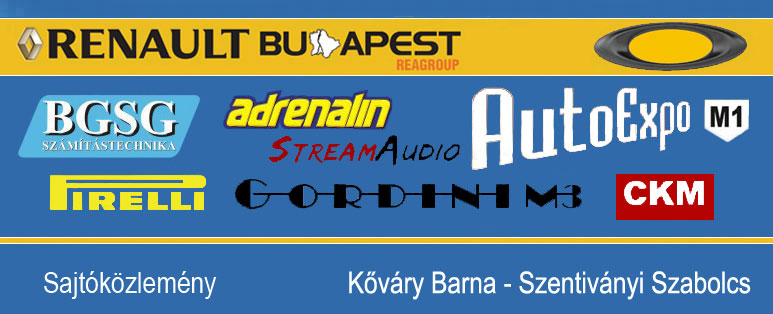 RENAULT BUDAPEST
REAGROUP
BGSG
SZÁMÍTÁSTECHNIKA
adrenalin
STREAMAUDIO
AutoExpo M1
PIRELLI
GORDINI M3
CKM
Sajtóközlemény
Kőváry Barna - Szentiványi Szabolcs